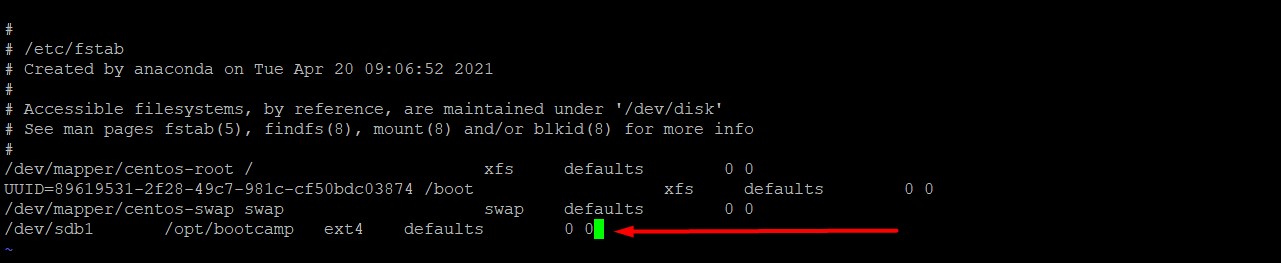 #
# /etc/fstab
# Created by anaconda on Tue Apr 20 09:06:52 2021
#
# Accessible filesystems, by reference, are maintained under '/dev/disk'
# See man pages fstab(5), findfs(8), mount(8) and/or blkid(8) for more info
#
/dev/mapper/centos-root /                       xfs     defaults        0 0
UUID=89619531-2f28-49c7-981c-cf50bdc03874 /boot                   xfs     defaults        0 0
/dev/mapper/centos-swap swap                    swap    defaults        0 0
/dev/sdb1       /opt/bootcamp   ext4    defaults        0 0
~